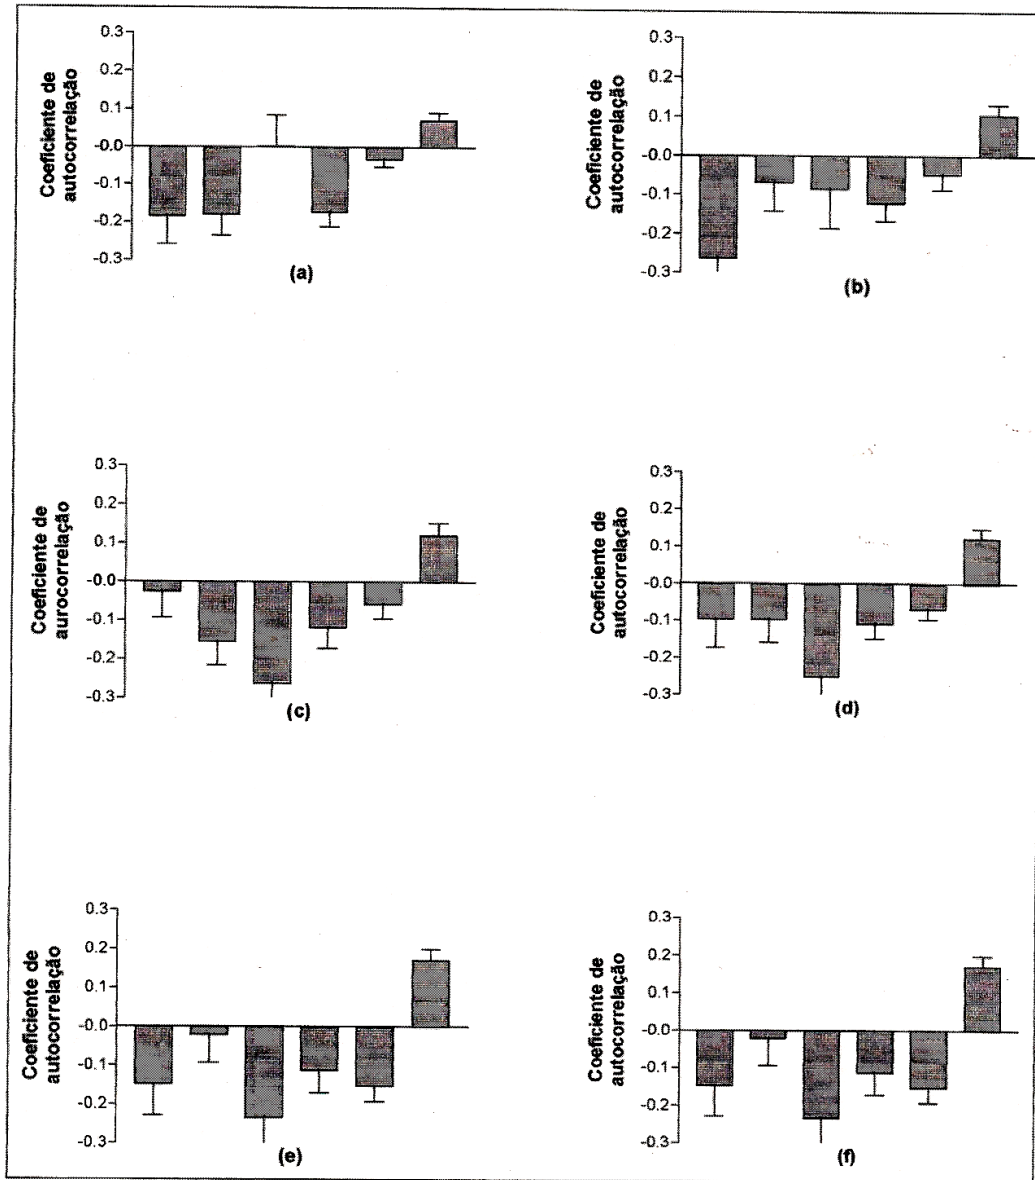 0.3
0.2
0.1
-0.0
-0.1
-0.2
-0.3
Coeficiente de
autocorrelação
(a)
0.3
0.2
0.1
-0.0
-0.1
-0.2
-0.3
Coeficiente de
autocorrelação
(b)
0.3
0.2
0.1
-0.0
-0.1
-0.2
-0.3
Coeficiente de
aurocorrelação
(c)
0.3
0.2
0.1
-0.0
-0.1
-0.2
-0.3
Coeficiente de
autocorrelação
(d)
0.3
0.2
0.1
-0.0
-0.1
-0.2
-0.3
Coeficiente de
autocorrelação
(e)
0.3
0.2
0.1
-0.0
-0.1
-0.2
-0.3
Coeficiente de
autocorrelação
(f)